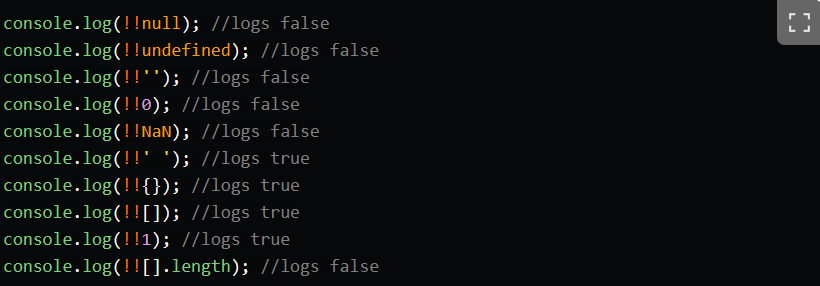 console.log(!!null); //logs false
console.log(!!undefined); //logs false
console.log(!!''); //logs false
console.log(!!0); //logs false
console.log(!!NaN); //logs false
console.log(!!' '); //logs true
console.log(!!{}); //logs true
console.log(!![]); //logs true
console.log(!!1); //logs true
console.log(!![].length); //logs false